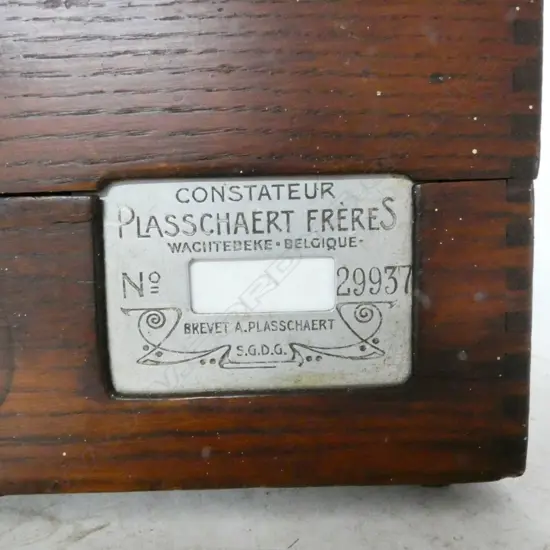 CONSTATEUR
PLASSCHAERT FRÈRES
WACHTEBEKE - BELGIQUE -
No 29937
BREVET A. PLASSCHAERT
S.G.D.G.